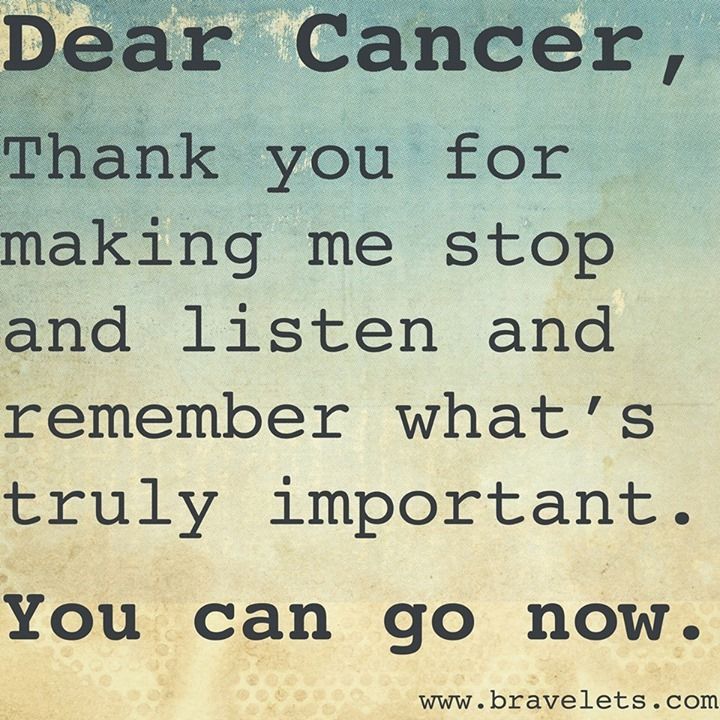 Dear Cancer,
Thank you for
making me stop
and listen and
remember what's
truly important.
You can go now.
www.bravelets.com